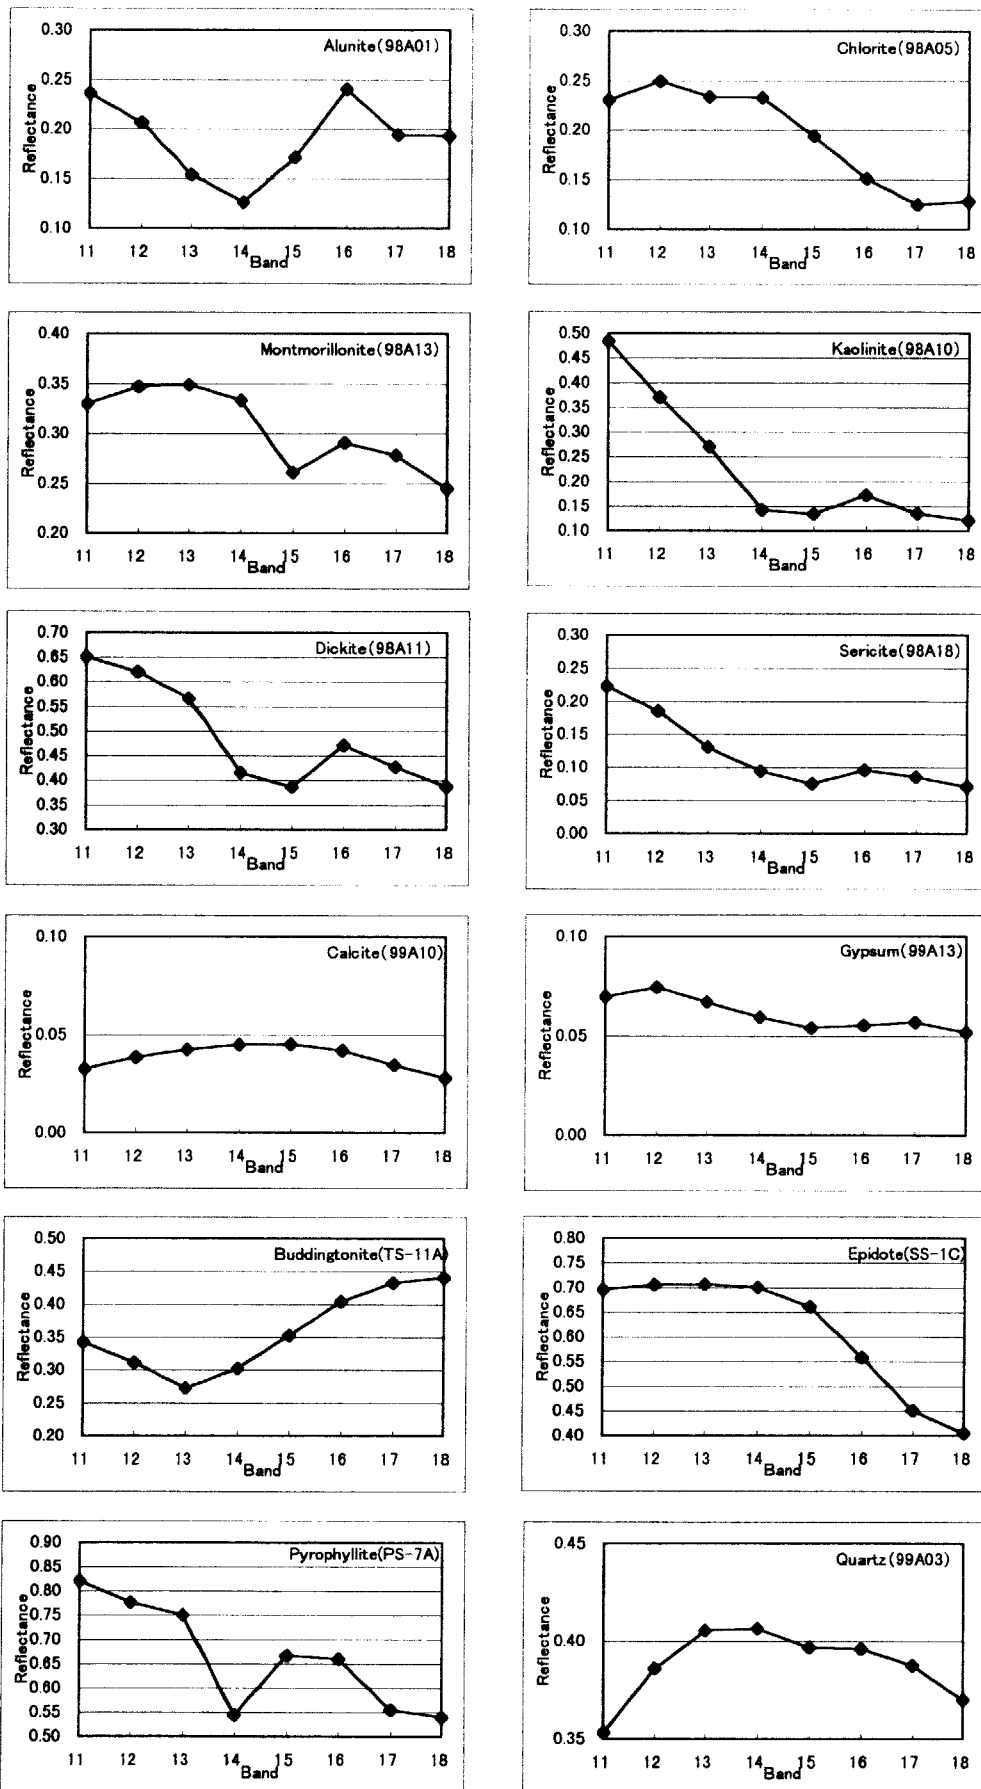 Alunite(98A01)
Reflectance
0.30
0.25
0.20
0.15
0.10
11 12 13 14 15 16 17 18
Band
Chlorite(98A05)
Reflectance
0.30
0.25
0.20
0.15
0.10
11 12 13 14 15 16 17 18
Band
Montmorillonite(98A13)
Reflectance
0.40
0.35
0.30
0.25
0.20
11 12 13 14 15 16 17 18
Band
Kaolinite(98A10)
Reflectance
0.50
0.45
0.40
0.35
0.30
0.25
0.20
0.15
0.10
11 12 13 14 15 16 17 18
Band
Dickite(98A11)
Reflectance
0.70
0.65
0.60
0.55
0.50
0.45
0.40
0.35
0.30
11 12 13 14 15 16 17 18
Band
Sericite(98A18)
Reflectance
0.30
0.25
0.20
0.15
0.10
0.05
0.00
11 12 13 14 15 16 17 18
Band
Calcite(99A10)
Reflectance
0.10
0.05
0.00
11 12 13 14 15 16 17 18
Band
Gypsum(99A13)
Reflectance
0.10
0.05
0.00
11 12 13 14 15 16 17 18
Band
Buddingtonite(TS-11A)
Reflectance
0.50
0.45
0.40
0.35
0.30
0.25
0.20
11 12 13 14 15 16 17 18
Band
Epidote(SS-1C)
Reflectance
0.80
0.75
0.70
0.65
0.60
0.55
0.50
0.45
0.40
11 12 13 14 15 16 17 18
Band
Pyrophyllite(PS-7A)
Reflectance
0.90
0.85
0.80
0.75
0.70
0.65
0.60
0.55
0.50
11 12 13 14 15 16 17 18
Band
Quartz(99A03)
Reflectance
0.45
0.40
0.35
11 12 13 14 15 16 17 18
Band